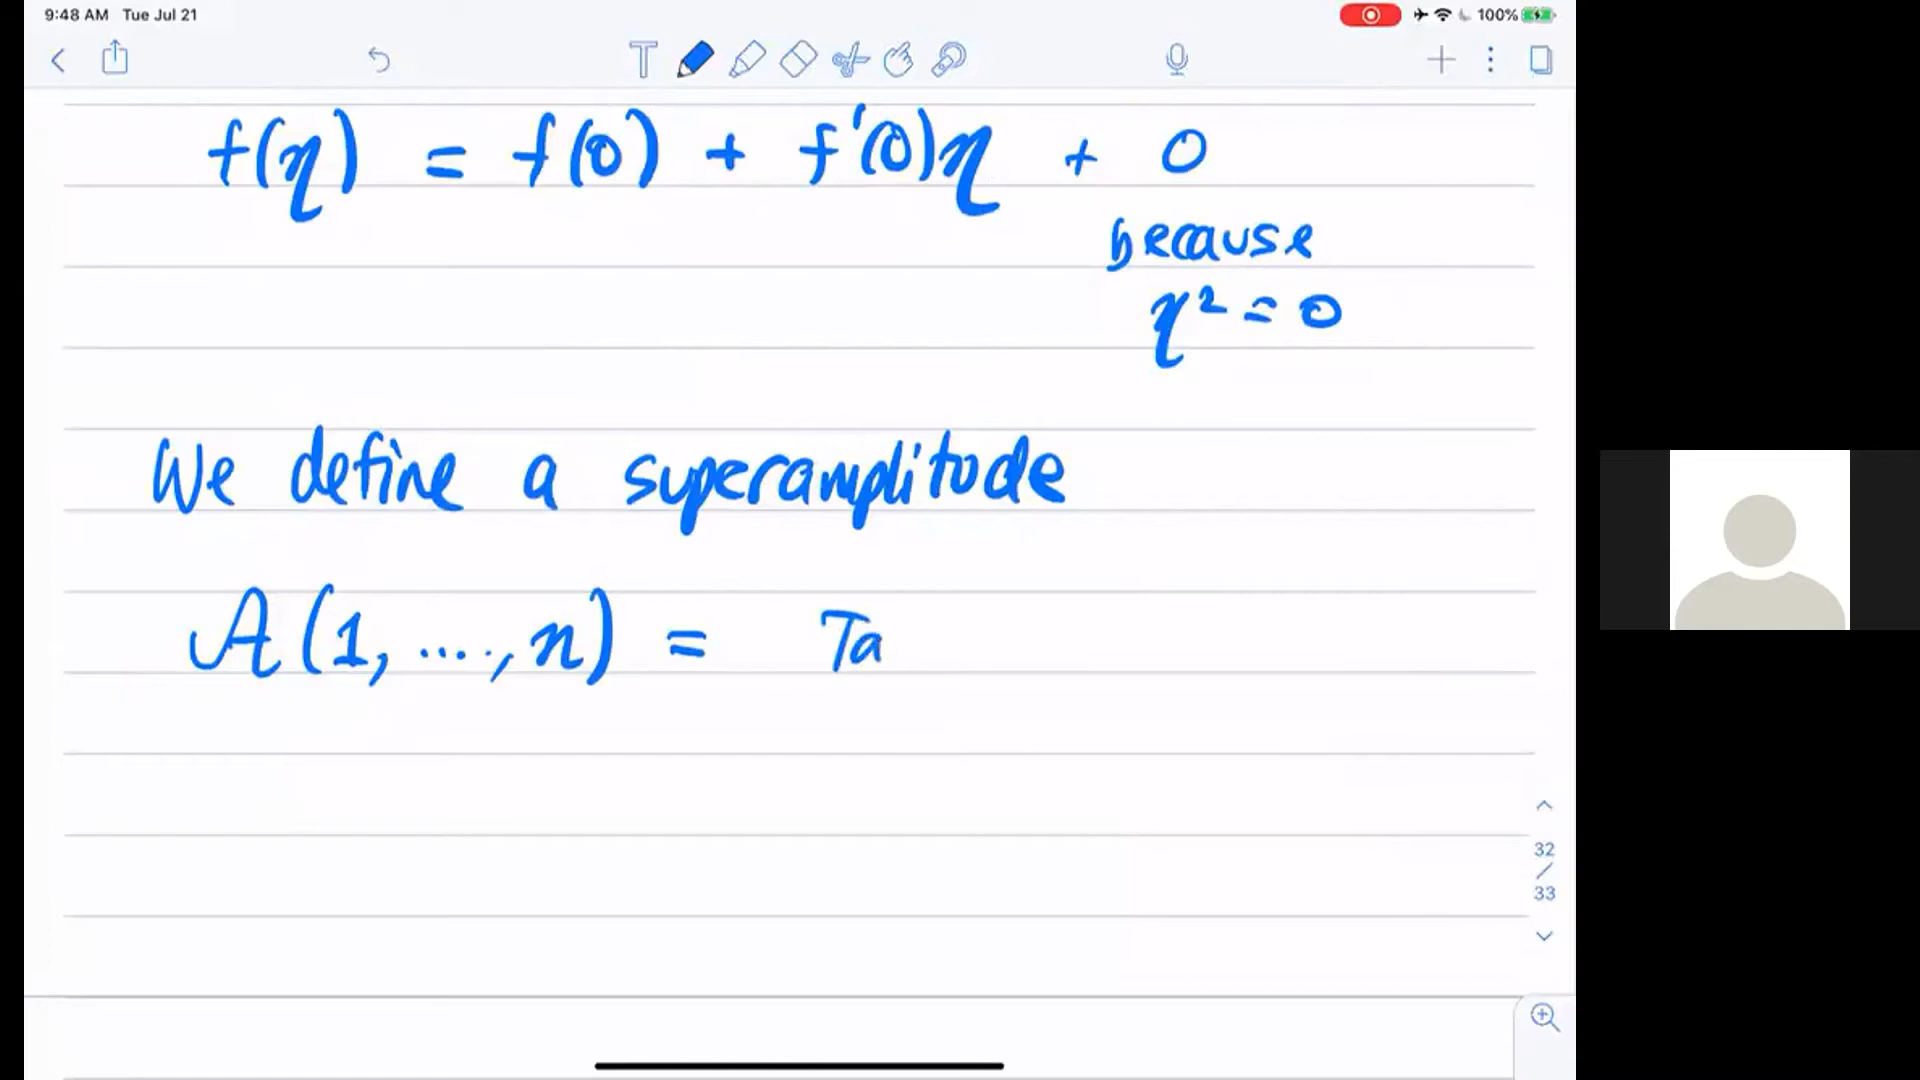 9:48 AM Tue Jul 21
100%
T
f(η) = f(0) + f'(0)η + 0
because
η² = 0
We define a superamplitude
A(1, ...., n) = Ta
32
/
33